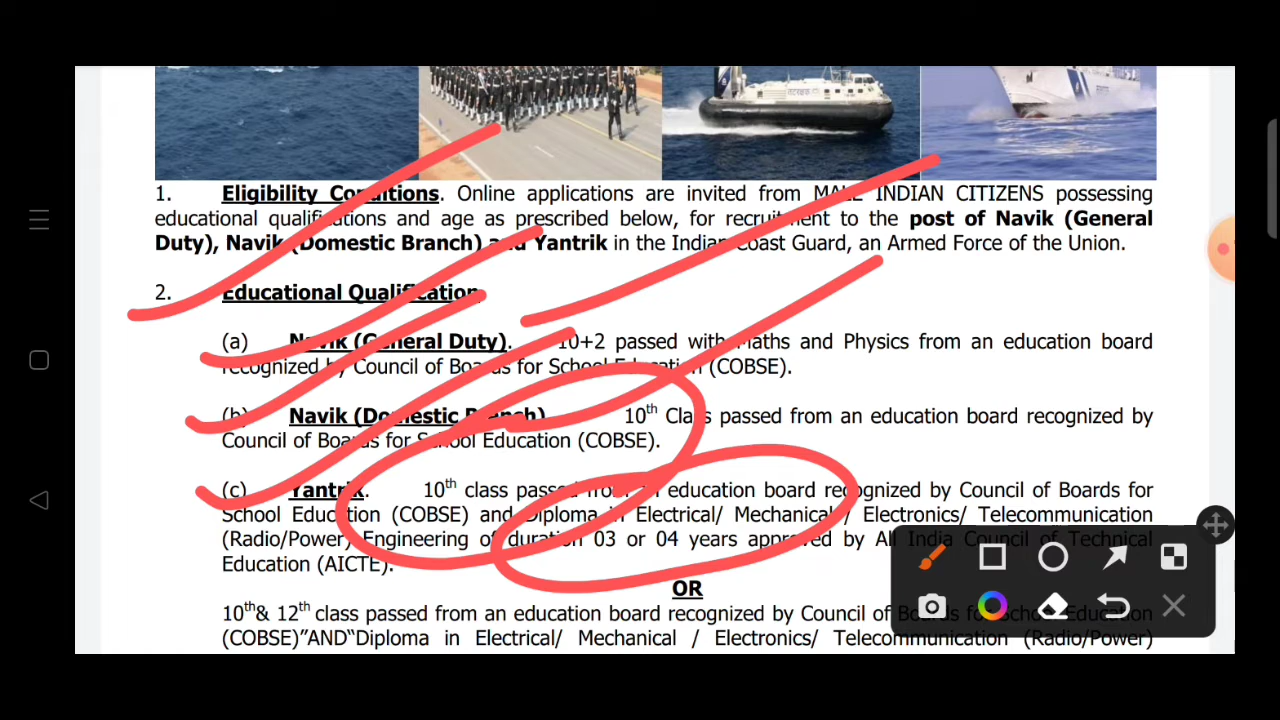 1. Eligibility Conditions. Online applications are invited from MALE INDIAN CITIZENS possessing
educational qualifications and age as prescribed below, for recruitment to the post of Navik (General
Duty), Navik (Domestic Branch) and Yantrik in the Indian Coast Guard, an Armed Force of the Union.
2. Educational Qualification
(a) Navik (General Duty). 10+2 passed with Maths and Physics from an education board
recognized by Council of Boards for School Education (COBSE).
(b) Navik (Domestic Branch) 10th Class passed from an education board recognized by
Council of Boards for School Education (COBSE).
(c) Yantrik. 10th class passed from an education board recognized by Council of Boards for
School Education (COBSE) and Diploma in Electrical/ Mechanical / Electronics/ Telecommunication
(Radio/Power) Engineering of duration 03 or 04 years approved by All India Council of Technical
Education (AICTE).
OR
10th& 12th class passed from an education board recognized by Council of Boards for School Education
(COBSE)”AND“Diploma in Electrical/ Mechanical / Electronics/ Telecommunication (Radio/Power)